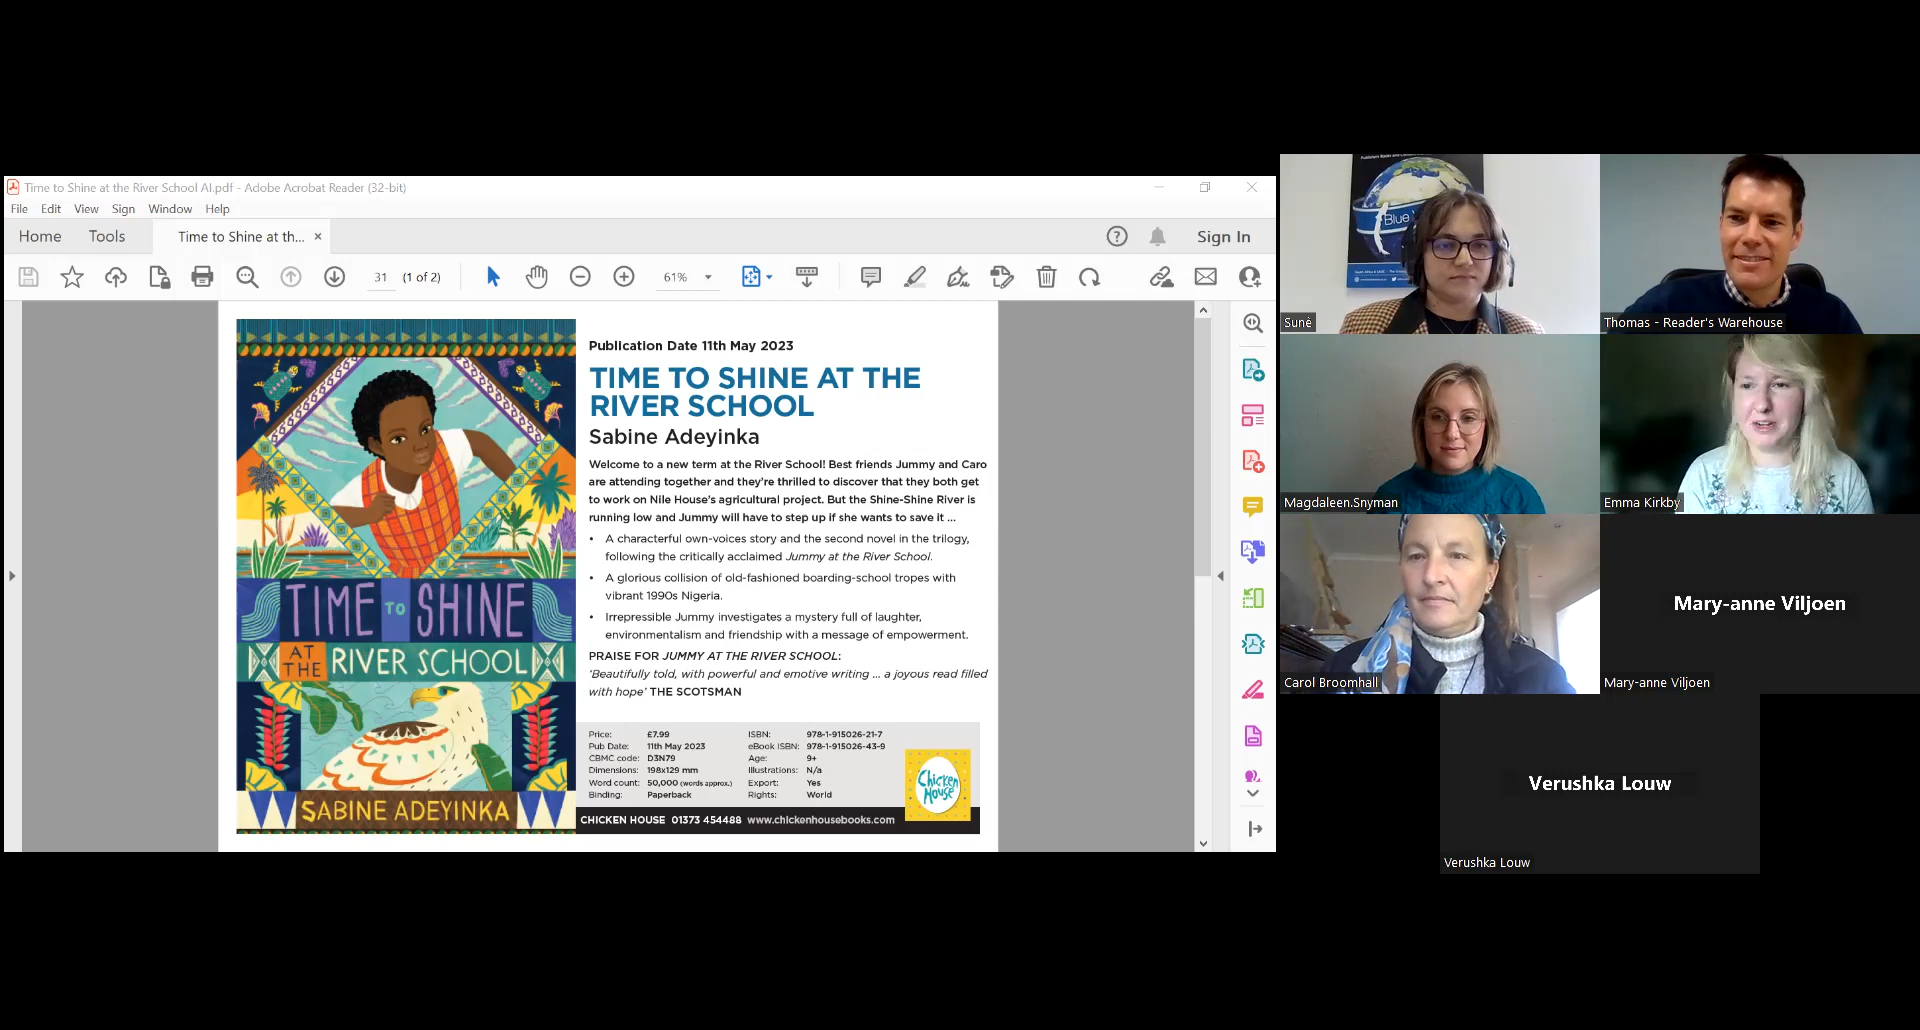 Time to Shine at the River School AI.pdf - Adobe Acrobat Reader (32-bit)
File Edit View Sign Window Help
Home Tools Time to Shine at th... × Sign In
31 (1 of 2) 61%
Publication Date 11th May 2023
TIME TO SHINE AT THE
RIVER SCHOOL
Sabine Adeyinka
Welcome to a new term at the River School! Best friends Jummy and Caro
are attending together and they're thrilled to discover that they both get
to work on Nile House's agricultural project. But the Shine-Shine River is
running low and Jummy will have to step up if she wants to save it ...
• A characterful own-voices story and the second novel in the trilogy,
following the critically acclaimed Jummy at the River School.
• A glorious collision of old-fashioned boarding-school tropes with
vibrant 1990s Nigeria.
• Irrepressible Jummy investigates a mystery full of laughter,
environmentalism and friendship with a message of empowerment.
PRAISE FOR JUMMY AT THE RIVER SCHOOL:
'Beautifully told, with powerful and emotive writing ... a joyous read filled
with hope' THE SCOTSMAN
Price: £7.99 ISBN: 978-1-915026-21-7
Pub Date: 11th May 2023 eBook ISBN: 978-1-915026-43-9
CBMC code: D3N79 Age: 9+
Dimensions: 198x129 mm Illustrations: N/a
Word count: 50,000 (words approx.) Export: Yes
Binding: Paperback Rights: World
Chicken
House
CHICKEN HOUSE 01373 454488 www.chickenhousebooks.com
TIME TO SHINE
AT THE RIVER SCHOOL
SABINE ADEYINKA
Blue
Sunè
Thomas - Reader's Warehouse
Magdaleen.Snyman
Emma Kirkby
Carol Broomhall
Mary-anne Viljoen
Mary-anne Viljoen
Verushka Louw
Verushka Louw